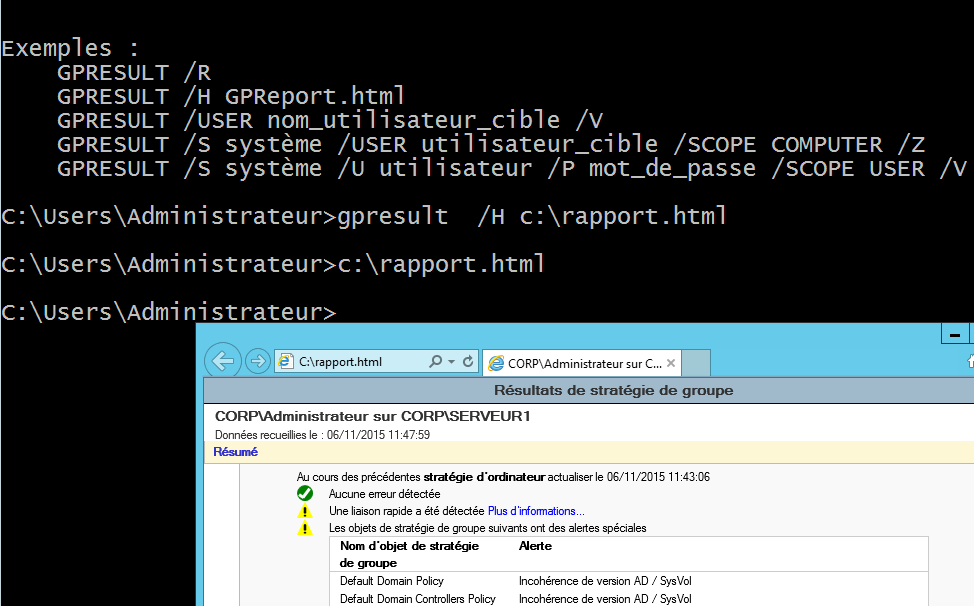 Exemples :
GPRESULT /R
GPRESULT /H GPReport.html
GPRESULT /USER nom_utilisateur_cible /V
GPRESULT /S système /USER utilisateur_cible /SCOPE COMPUTER /Z
GPRESULT /S système /U utilisateur /P mot_de_passe /SCOPE USER /V
C:\Users\Administrateur>gpresult  /H c:\rapport.html
C:\Users\Administrateur>c:\rapport.html
C:\Users\Administrateur>
C:\rapport.html
CORP\Administrateur sur C...
Résultats de stratégie de groupe
CORP\Administrateur sur CORP\SERVEUR1
Données recueillies le : 06/11/2015 11:47:59
Résumé
Au cours des précédentes stratégie d'ordinateur actualiser le 06/11/2015 11:43:06
Aucune erreur détectée
Une liaison rapide a été détectée Plus d'informations...
Les objets de stratégie de groupe suivants ont des alertes spéciales
Nom d'objet de stratégie de groupe Alerte
Default Domain Policy Incohérence de version AD / SysVol
Default Domain Controllers Policy Incohérence de version AD / SysVol